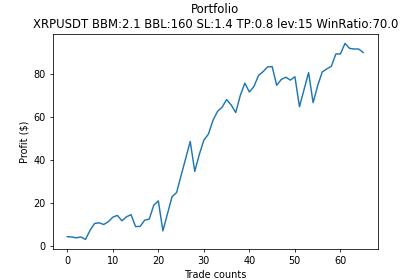 Portfolio
XRPUSDT BBM:2.1 BBL:160 SL:1.4 TP:0.8 lev:15 WinRatio:70.0
80
60
40
20
0
Profit ($)
0 10 20 30 40 50 60
Trade counts